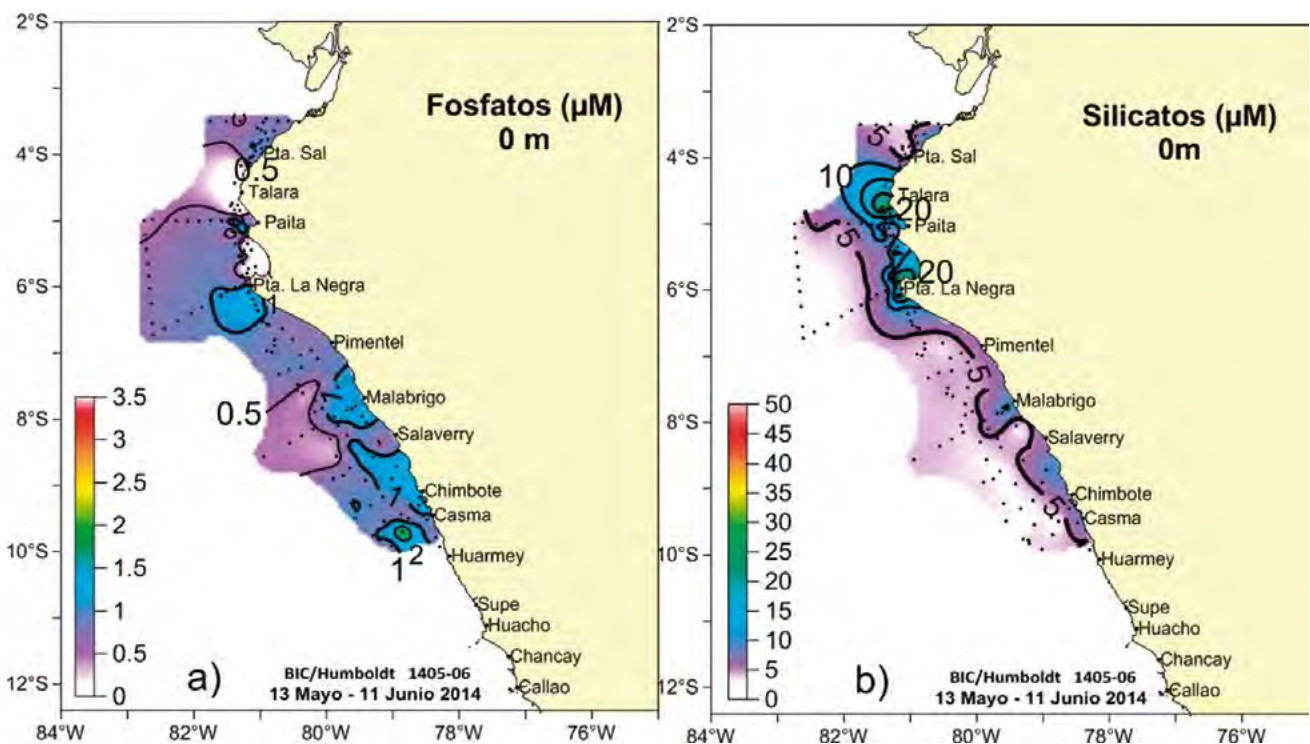 2°S
4°S
6°S
8°S
10°S
12°S
84°W
82°W
80°W
78°W
76°W
Fosfatos (µM)
0 m
Pta. Sal
0.5
Talara
Paita
Pta. La Negra
1
Pimentel
Malabrigo
0.5
Salaverry
Chimbote
1
Casma
Huarmey
1
2
Supe
Huacho
Chancay
Callao
3.5
3
2.5
2
1.5
1
0.5
0
a)
BIC/Humboldt 1405-06
13 Mayo - 11 Junio 2014
2°S
4°S
6°S
8°S
10°S
12°S
84°W
82°W
80°W
78°W
76°W
Silicatos (µM)
0m
5
Pta. Sal
10
Talara
20
Paita
5
20
Pta. La Negra
Pimentel
5
Malabrigo
Salaverry
Chimbote
5
Casma
Huarmey
Supe
Huacho
Chancay
Callao
50
45
40
35
30
25
20
15
10
5
0
b)
BIC/Humboldt 1405-06
13 Mayo - 11 Junio 2014